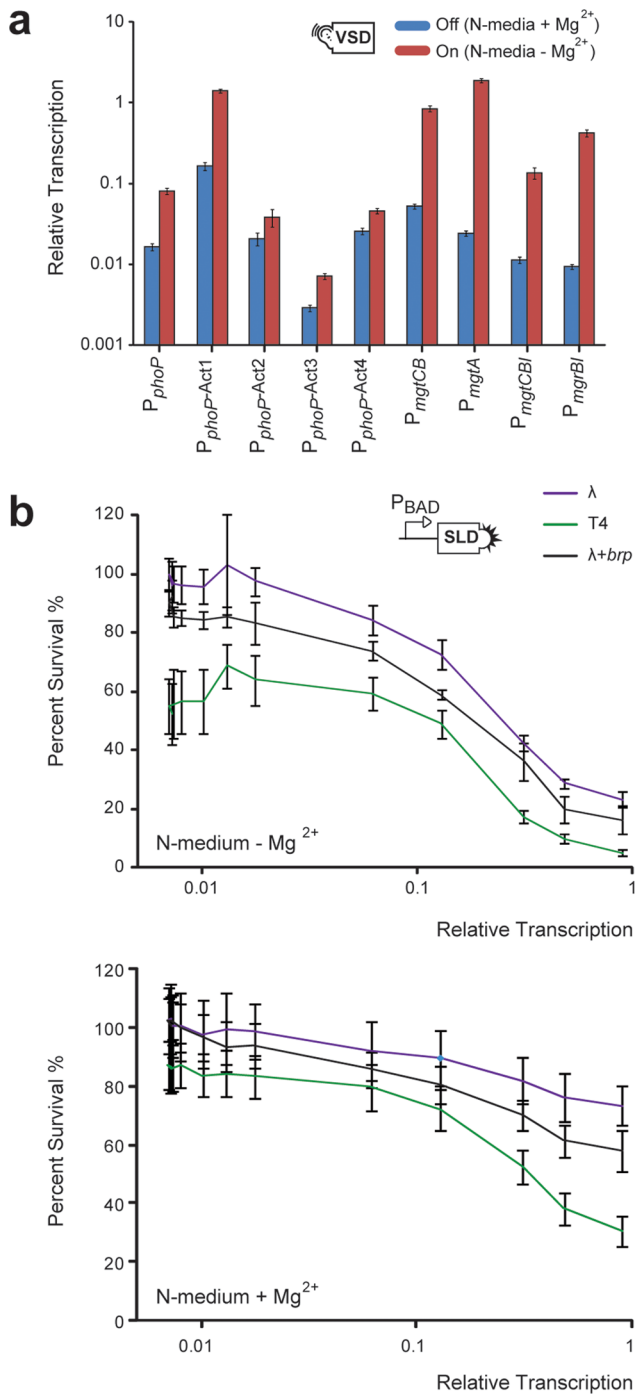 a
VSD
Off (N-media + Mg²⁺)
On (N-media - Mg²⁺)
Relative Transcription
10
1
0.1
0.01
0.001
PphoP
PphoP-Act1
PphoP-Act2
PphoP-Act3
PphoP-Act4
PmgtCB
PmgtA
PmgtCBI
PmgrBI
b
PBAD
SLD
λ
T4
λ+brp
Percent Survival %
120
100
80
60
40
20
0
N-medium - Mg ²⁺
0.01
0.1
1
Relative Transcription
Percent Survival %
120
100
80
60
40
20
0
N-medium + Mg²⁺
0.01
0.1
1
Relative Transcription